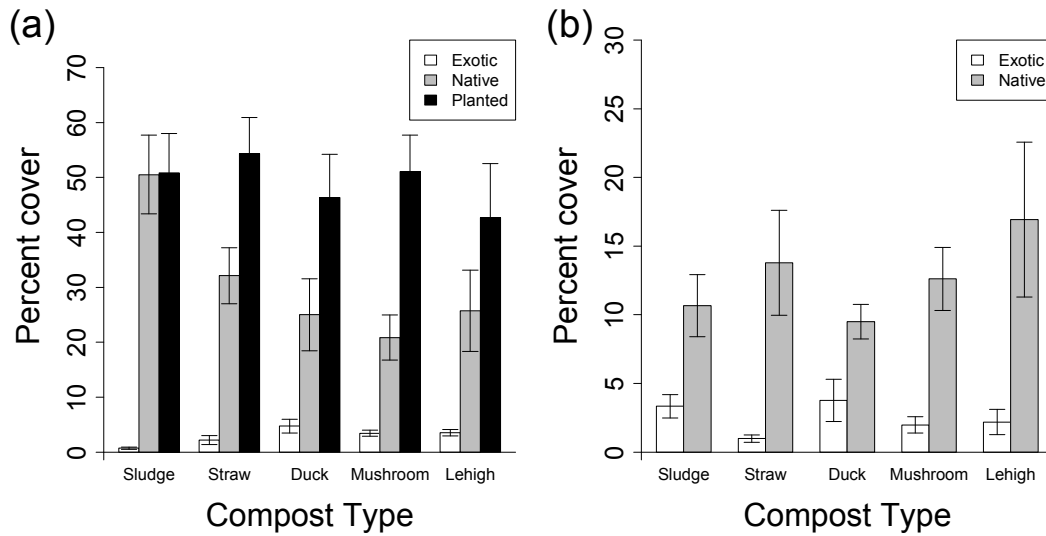 (a)
Exotic
Native
Planted
Percent cover
70
60
50
40
30
20
10
0
Sludge Straw Duck Mushroom Lehigh
Compost Type
(b)
Exotic
Native
Percent cover
30
25
20
15
10
5
0
Sludge Straw Duck Mushroom Lehigh
Compost Type